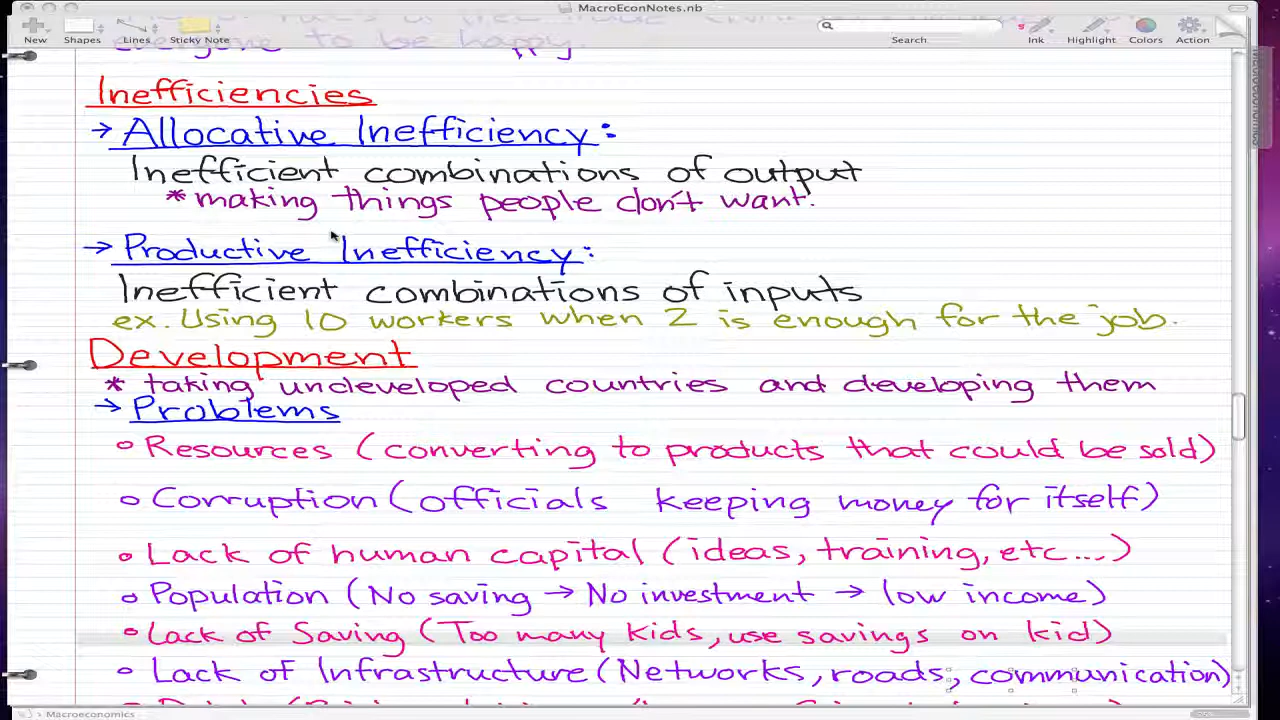 MacroEconNotes.nb
New Shapes Lines Sticky Note Search Ink Highlight Colors Action
everyone to be happy.
Inefficiencies
→ Allocative Inefficiency:
Inefficient combinations of output
* making things people don't want.
→ Productive Inefficiency:
Inefficient combinations of inputs
ex. Using 10 workers when 2 is enough for the job.
Development
* taking undeveloped countries and developing them
→ Problems
o Resources (converting to products that could be sold)
o Corruption (officials keeping money for itself)
o Lack of human capital (ideas, training, etc...)
o Population (No saving → No investment → low income)
o Lack of Saving (Too many kids, use savings on kid)
o Lack of Infrastructure (Networks, roads, communication)
Macroeconomics